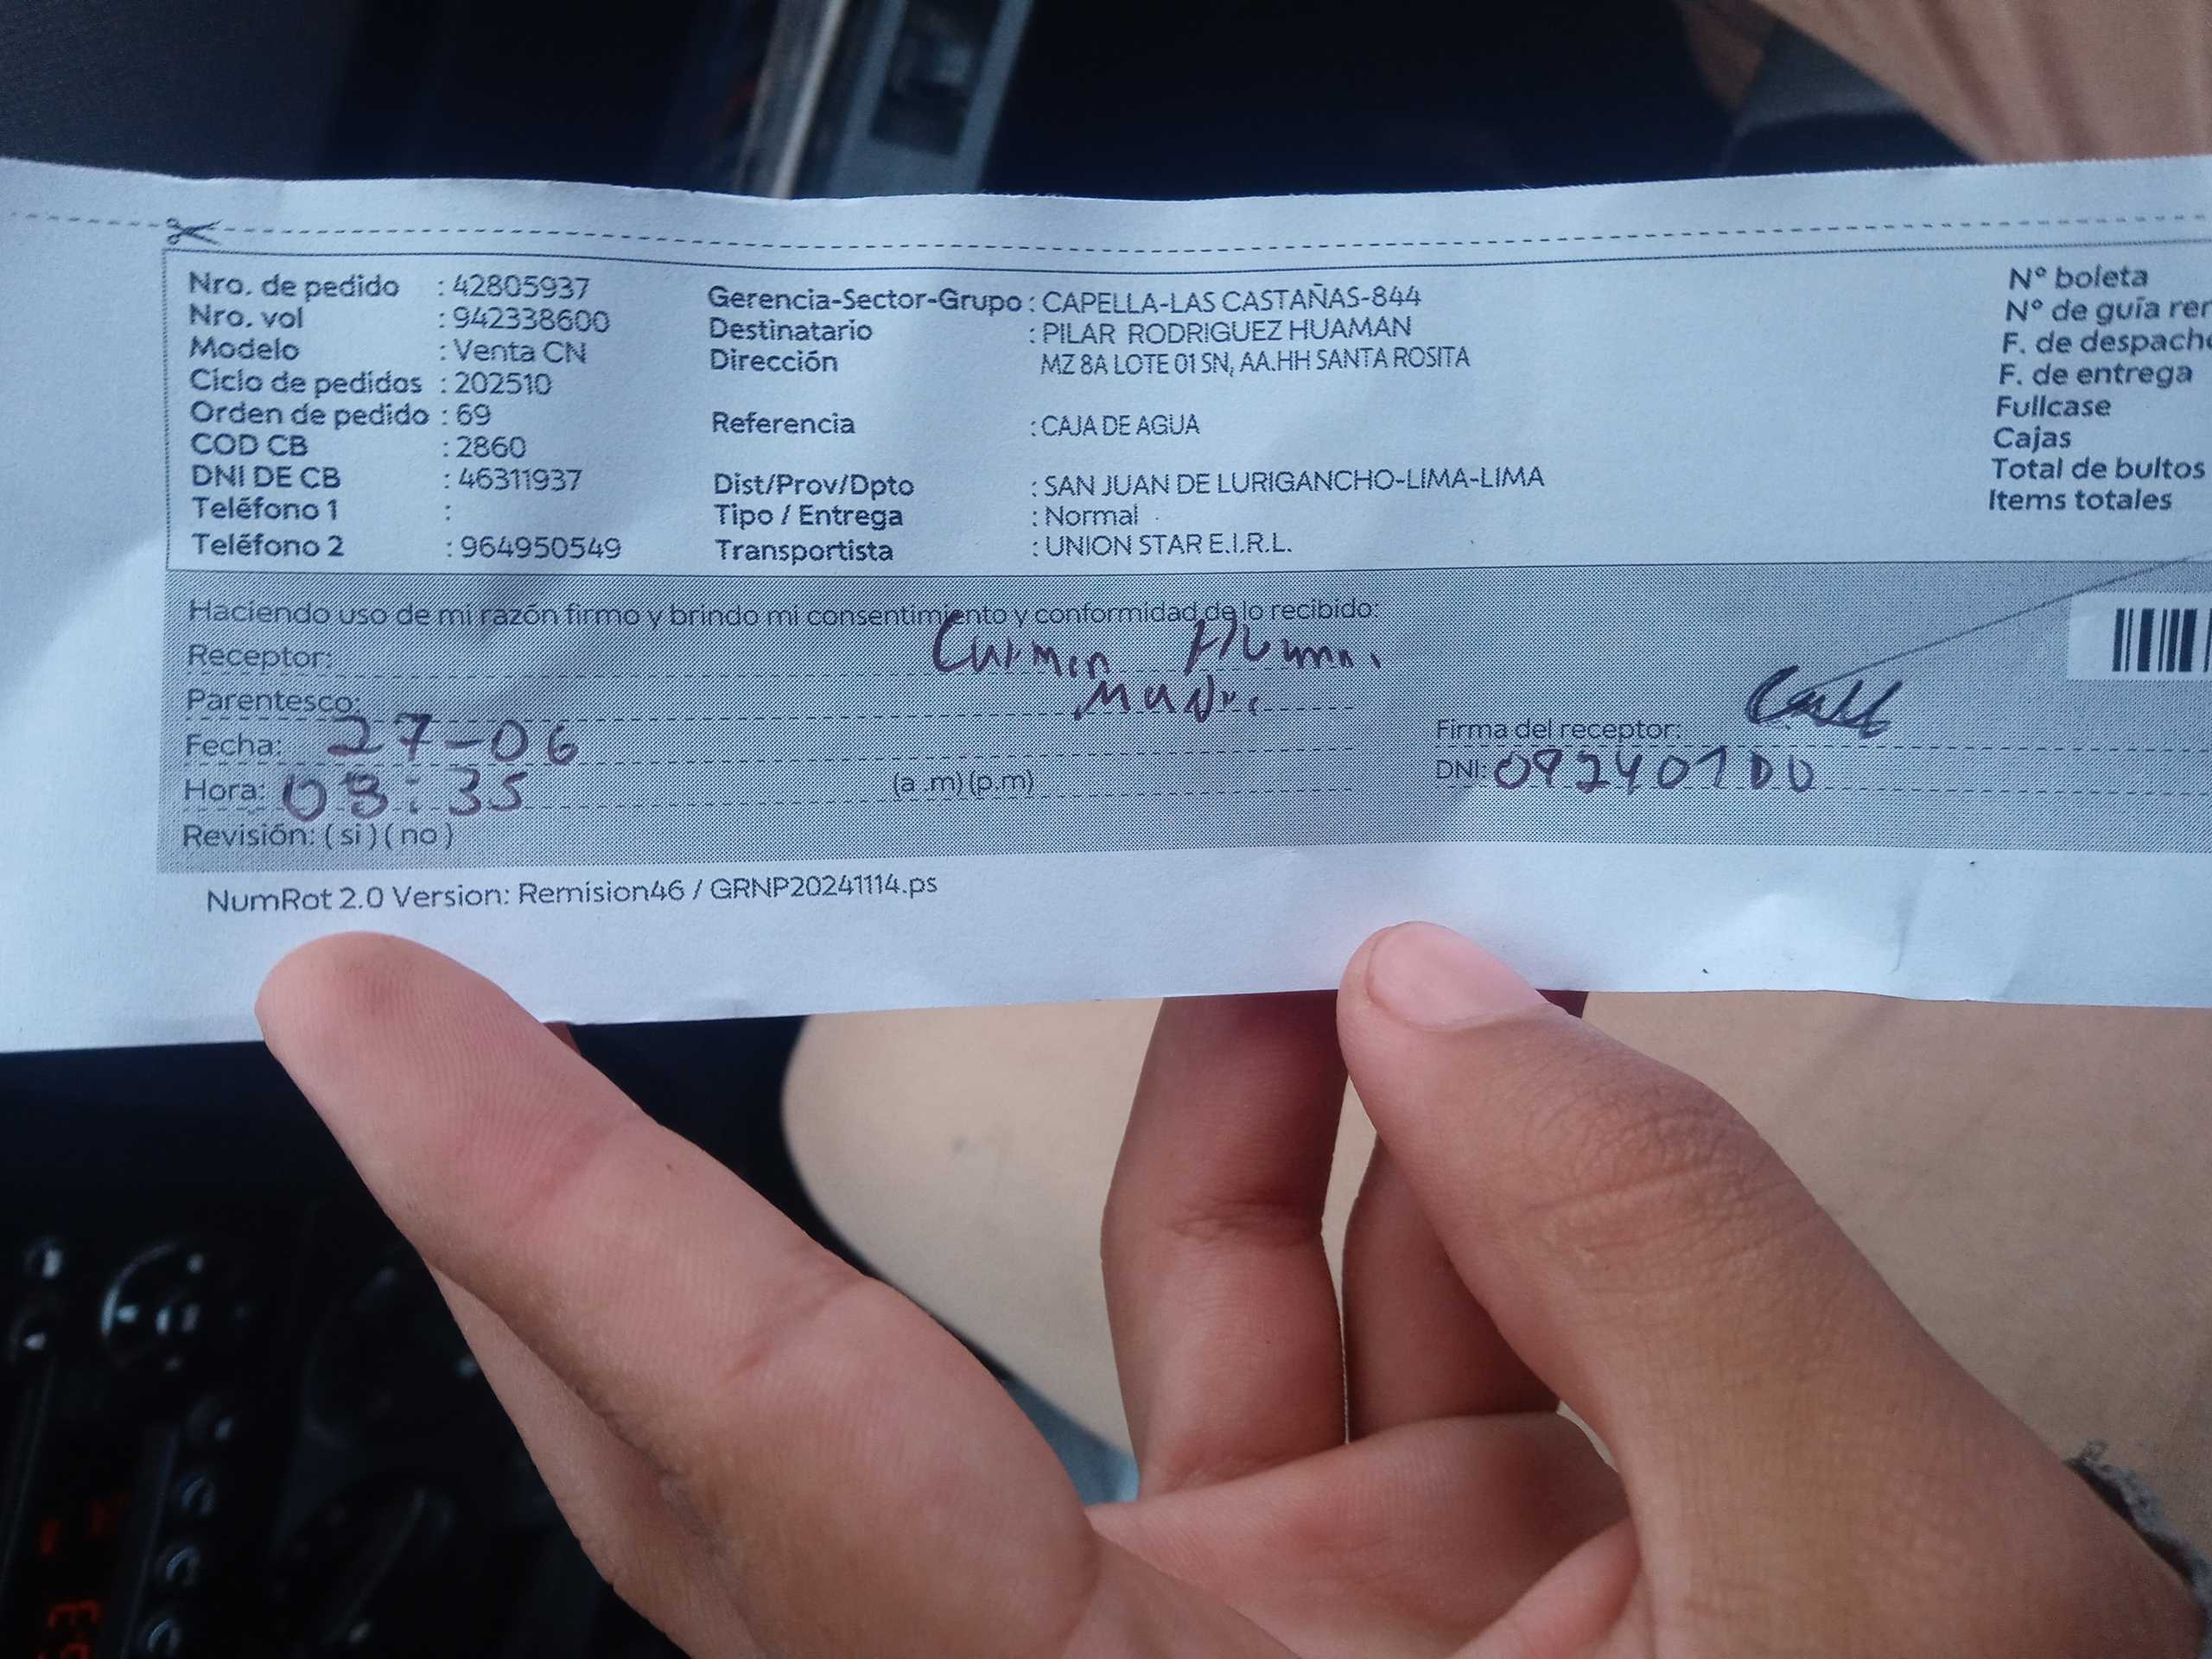 Nro. de pedido : 42805937
Nro. vol : 942338600
Modelo : Venta CN
Ciclo de pedidos : 202510
Orden de pedido : 69
COD CB : 2860
DNI DE CB : 46311937
Teléfono 1 :
Teléfono 2 : 964950549
Gerencia-Sector-Grupo : CAPELLA-LAS CASTAÑAS-844
Destinatario : PILAR RODRIGUEZ HUAMAN
Dirección MZ 8A LOTE 01 SN, AA.HH SANTA ROSITA
Referencia : CAJA DE AGUA
Dist/Prov/Dpto : SAN JUAN DE LURIGANCHO-LIMA-LIMA
Tipo / Entrega : Normal
Transportista : UNION STAR E.I.R.L.
N° boleta
N° de guía rer
F. de despach
F. de entrega
Fullcase
Cajas
Total de bultos
Items totales
Haciendo uso de mi razón firmo y brindo mi consentimiento y conformidad de lo recibido:
Receptor: Carmen
Parentesco:
Fecha: 27-06
Hora: 08:35 (a .m) (p.m)
Revisión: ( si ) ( no )
Firma del receptor:
DNI:
NumRot 2.0 Version: Remision46 / GRNP20241114.ps